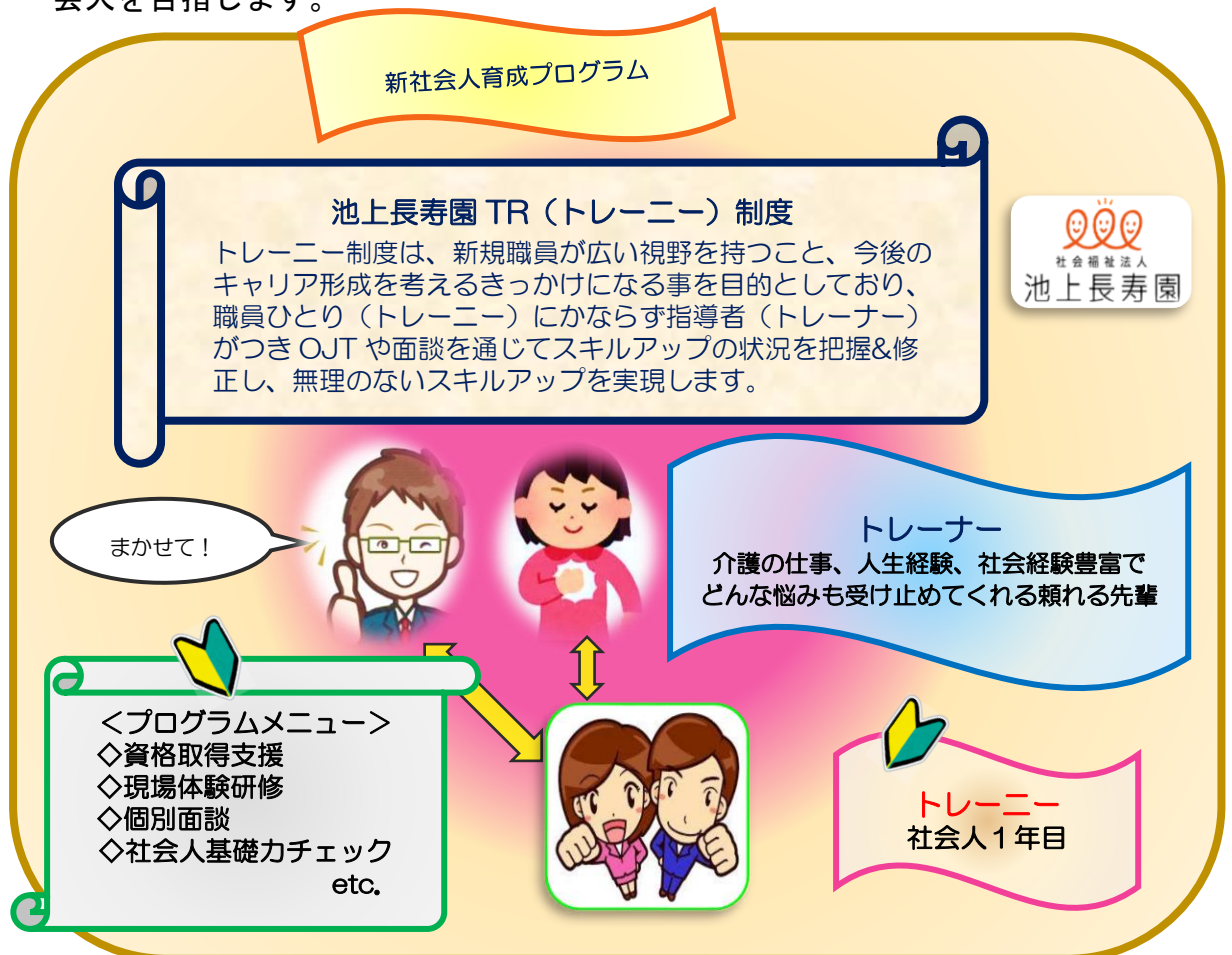 会人を目指します。
新社会人育成プログラム
池上長寿園 TR（トレーニー）制度
トレーニー制度は、新規職員が広い視野を持つこと、今後の
キャリア形成を考えるきっかけになる事を目的としており、
職員ひとり（トレーニー）にかならず指導者（トレーナー）
がつき OJT や面談を通じてスキルアップの状況を把握&修
正し、無理のないスキルアップを実現します。
社会福祉法人
池上長寿園
まかせて！
トレーナー
介護の仕事、人生経験、社会経験豊富で
どんな悩みも受け止めてくれる頼れる先輩
＜プログラムメニュー＞
◇資格取得支援
◇現場体験研修
◇個別面談
◇社会人基礎力チェック
etc.
トレーニー
社会人１年目